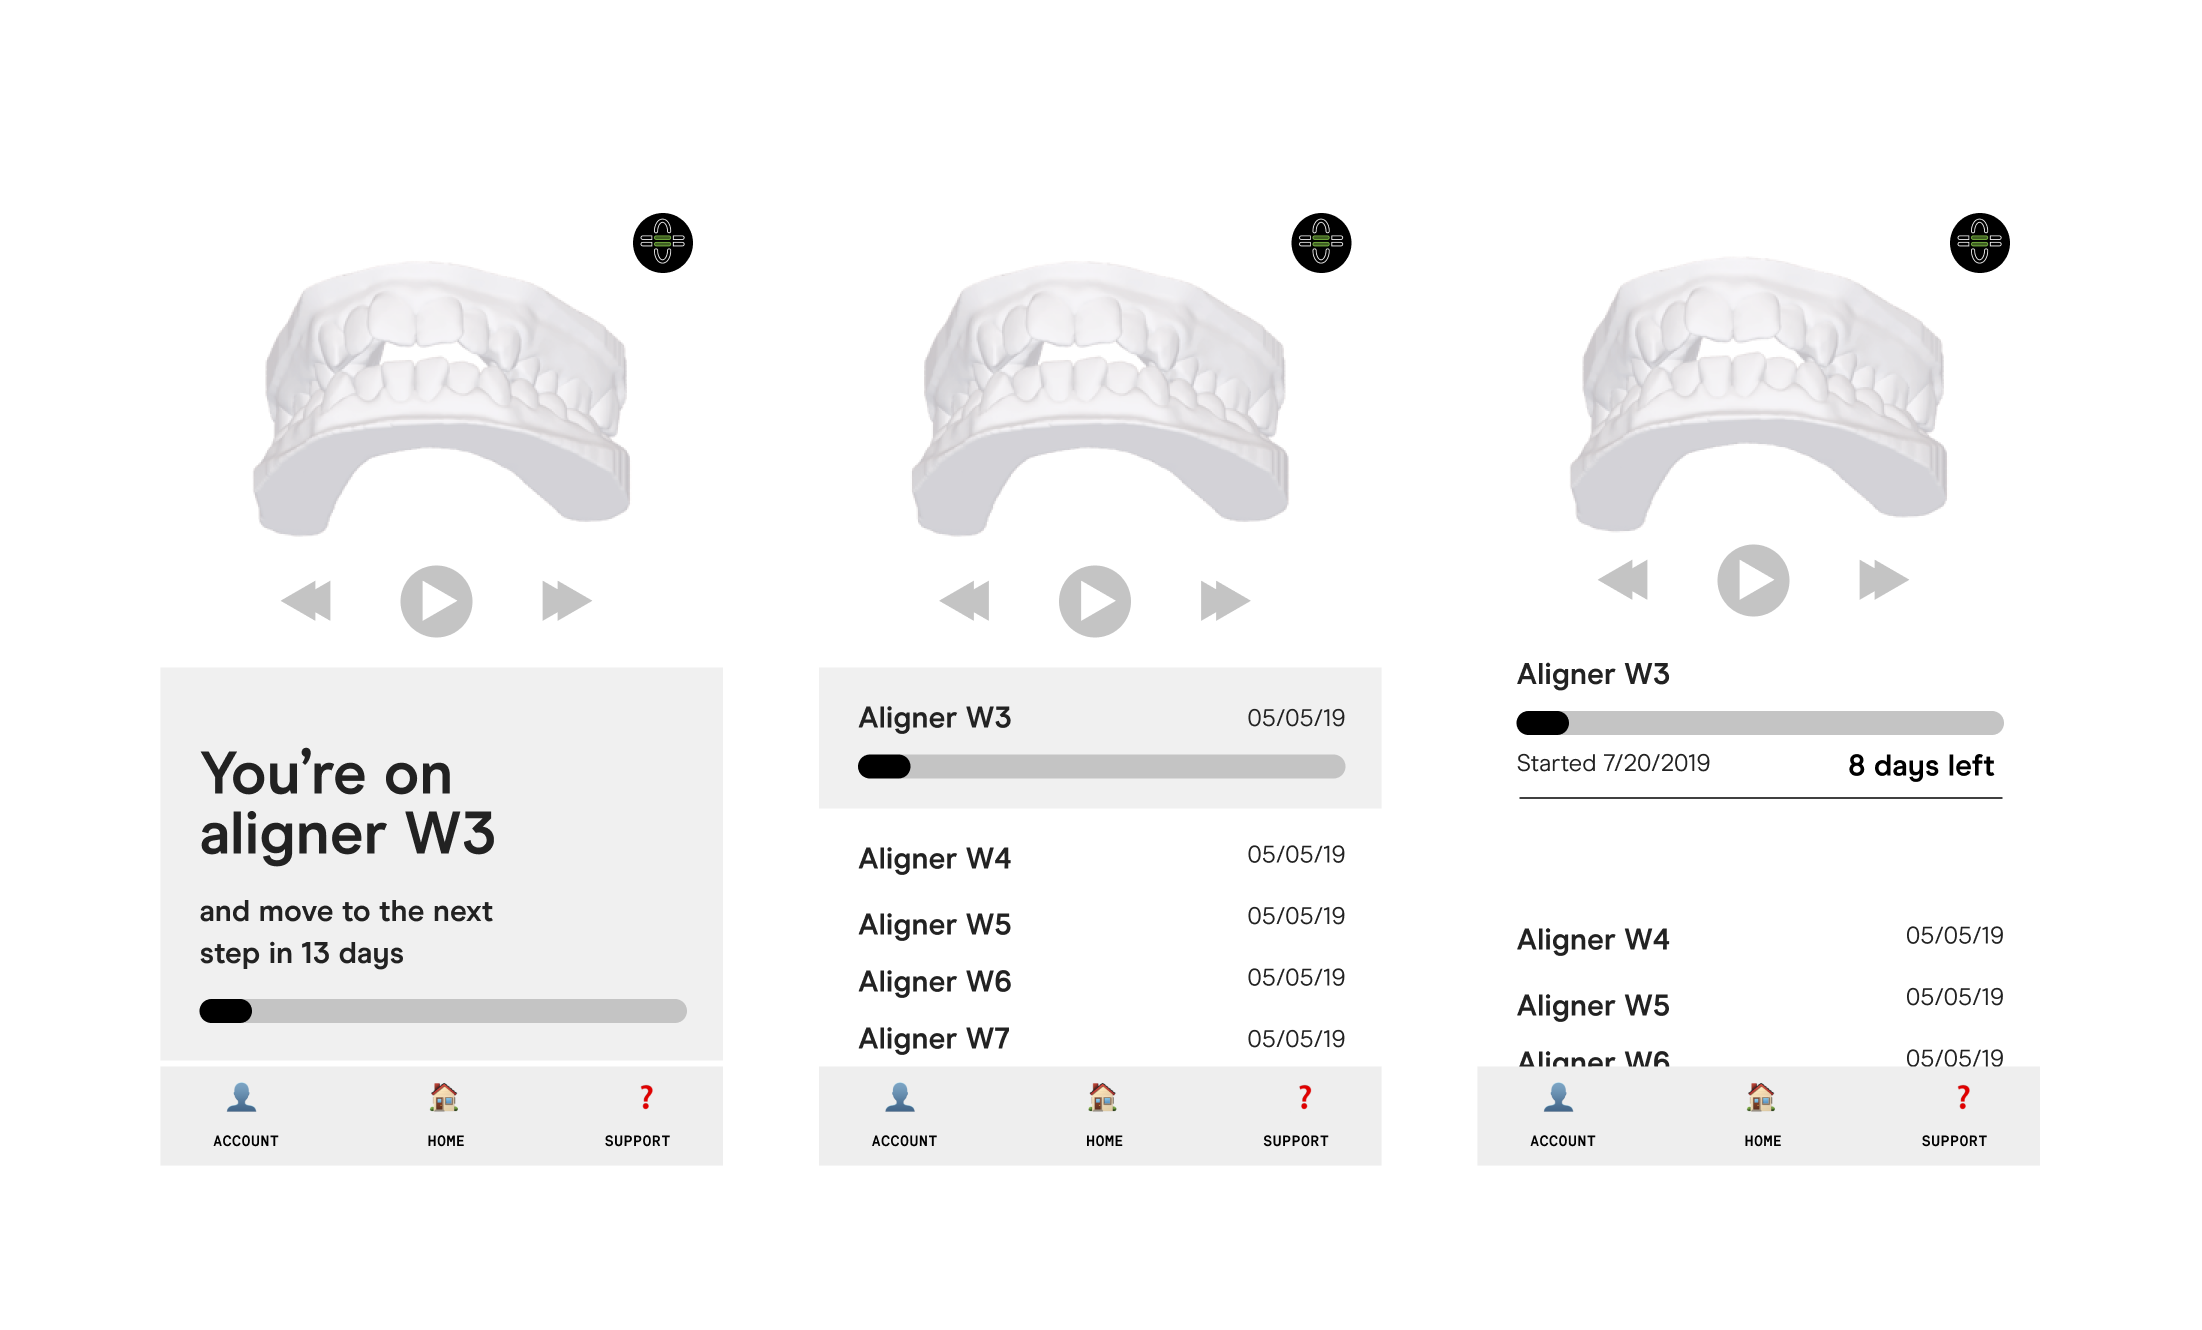 You're on
aligner W3
and move to the next
step in 13 days
ACCOUNT HOME SUPPORT
Aligner W3 05/05/19
Aligner W4 05/05/19
Aligner W5 05/05/19
Aligner W6 05/05/19
Aligner W7 05/05/19
ACCOUNT HOME SUPPORT
Aligner W3
Started 7/20/2019 8 days left
Aligner W4 05/05/19
Aligner W5 05/05/19
Aligner W6 05/05/19
ACCOUNT HOME SUPPORT